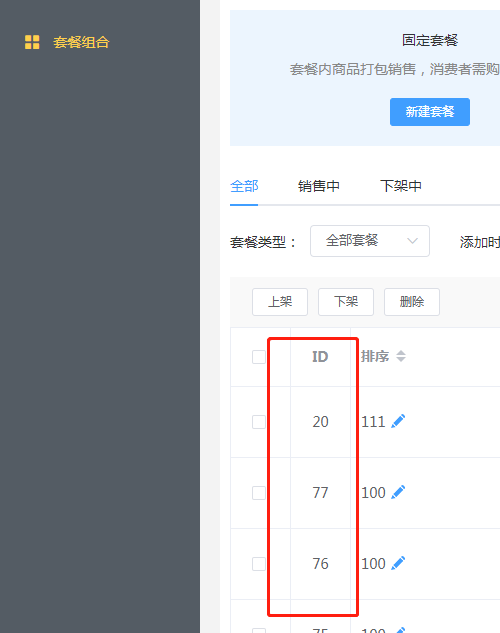 套餐组合
固定套餐
套餐内商品打包销售，消费者需购
新建套餐
全部 销售中 下架中
套餐类型： 全部套餐 添加时
上架 下架 删除
ID 排序
20 111
77 100
76 100
75 100